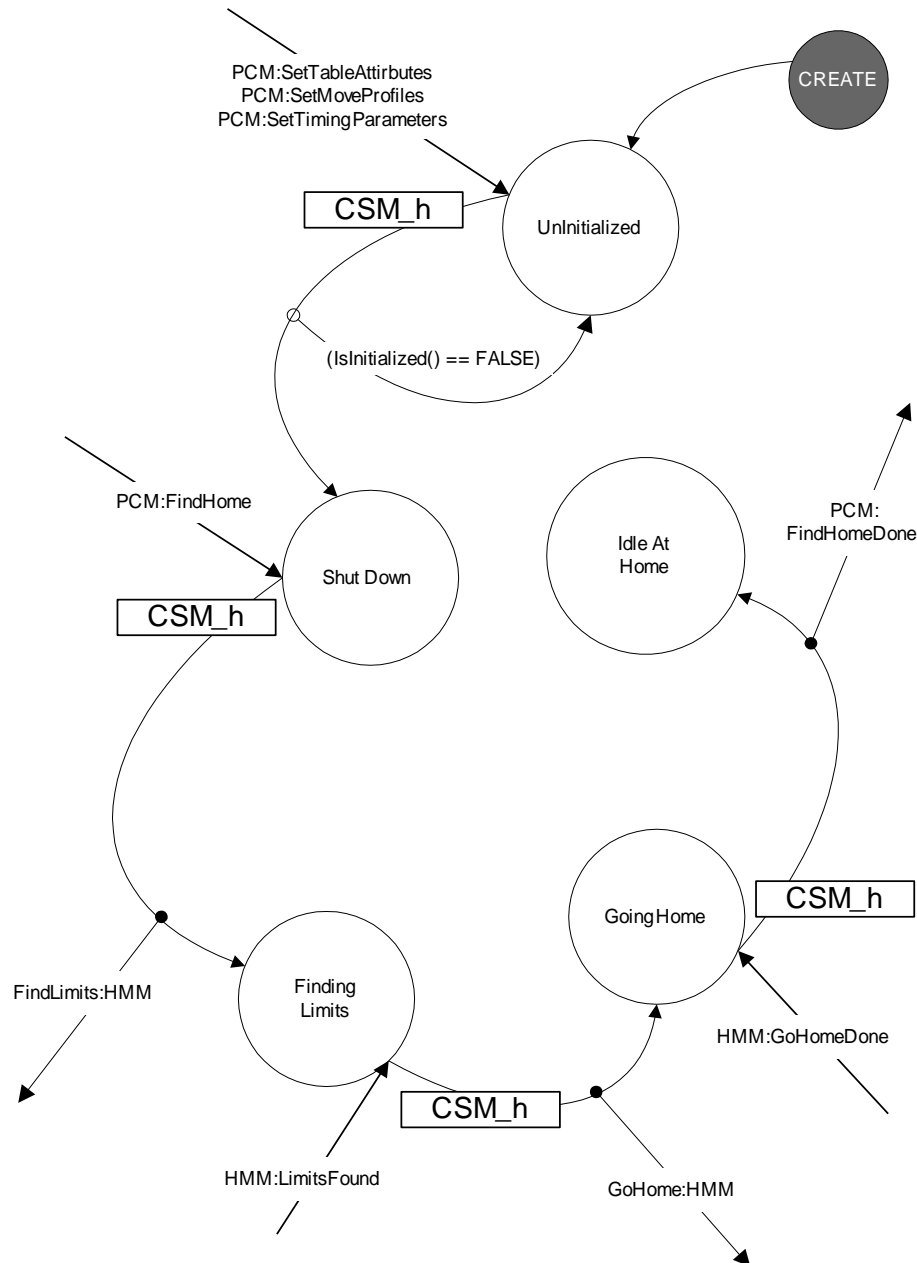 PCM:SetTableAttirbutes
PCM:SetMoveProfiles
PCM:SetTimingParameters
CREATE
CSM_h
UnInitialized
(IsInitialized() == FALSE)
PCM:FindHome
Shut Down
Idle At
Home
PCM:
FindHomeDone
CSM_h
GoingHome
CSM_h
FindLimits:HMM
Finding
Limits
HMM:GoHomeDone
CSM_h
HMM:LimitsFound
GoHome:HMM